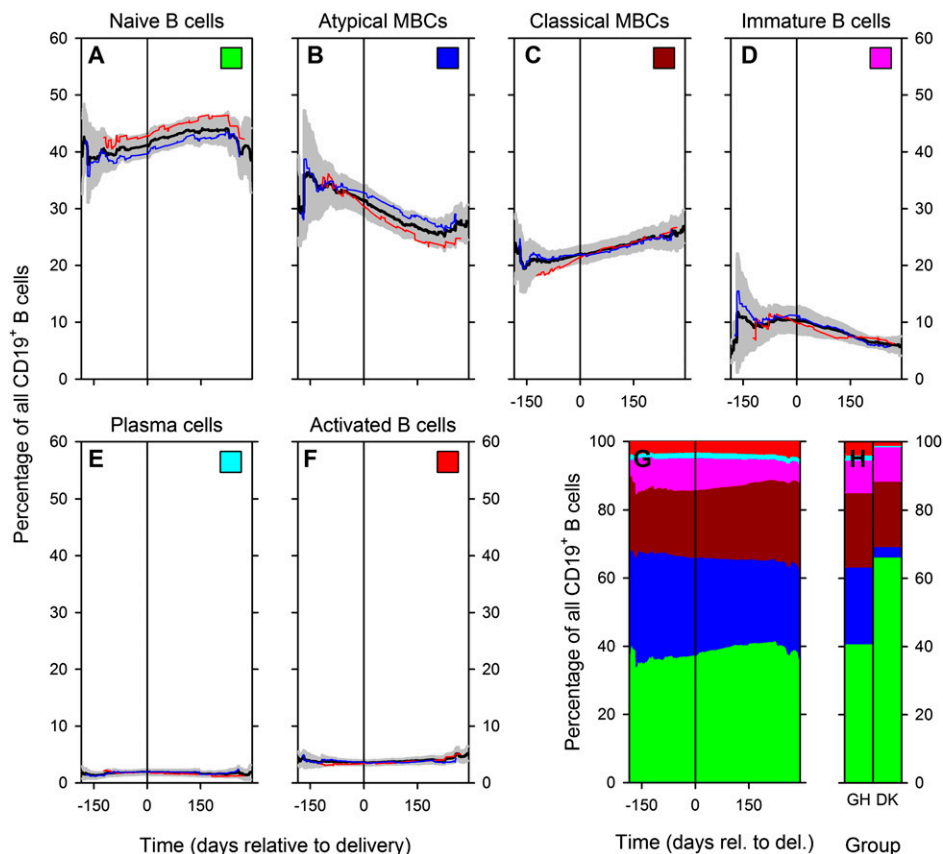 Naive B cells
Atypical MBCs
Classical MBCs
Immature B cells
60 60
50 50
40 40
30 30
20 20
10 10
0 0
A
B
C
D
-150 0 150
-150 0 150
Percentage of all CD19+ B cells
Plasma cells
Activated B cells
60 60
50 50
40 40
30 30
20 20
10 10
0 0
E
F
-150 0 150
-150 0 150
Time (days relative to delivery)
100 100
80 80
60 60
40 40
20 20
0 0
G
H
Percentage of all CD19+ B cells
-150 0 150
GH DK
Time (days rel. to del.)
Group